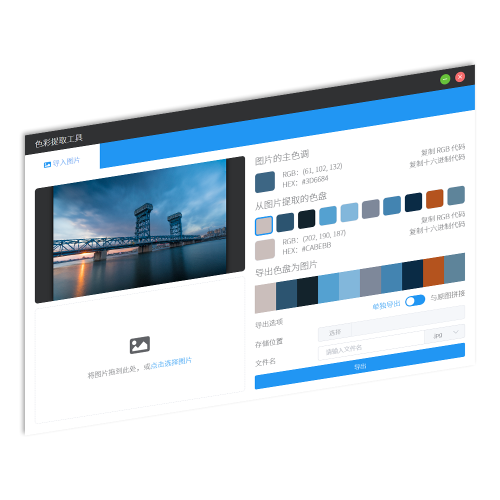 色彩提取工具
导入图片
将图片拖到此处，或点击选择图片
图片的主色调
RGB： (61, 102, 132)
HEX： #3D6684
复制 RGB 代码
复制十六进制代码
从图片提取的色盘
RGB： (202, 190, 187)
HEX： #CABEBB
复制 RGB 代码
复制十六进制代码
导出色盘为图片
导出选项
单独导出 与原图拼接
存储位置
选择
文件名
请输入文件名
jpg
导出